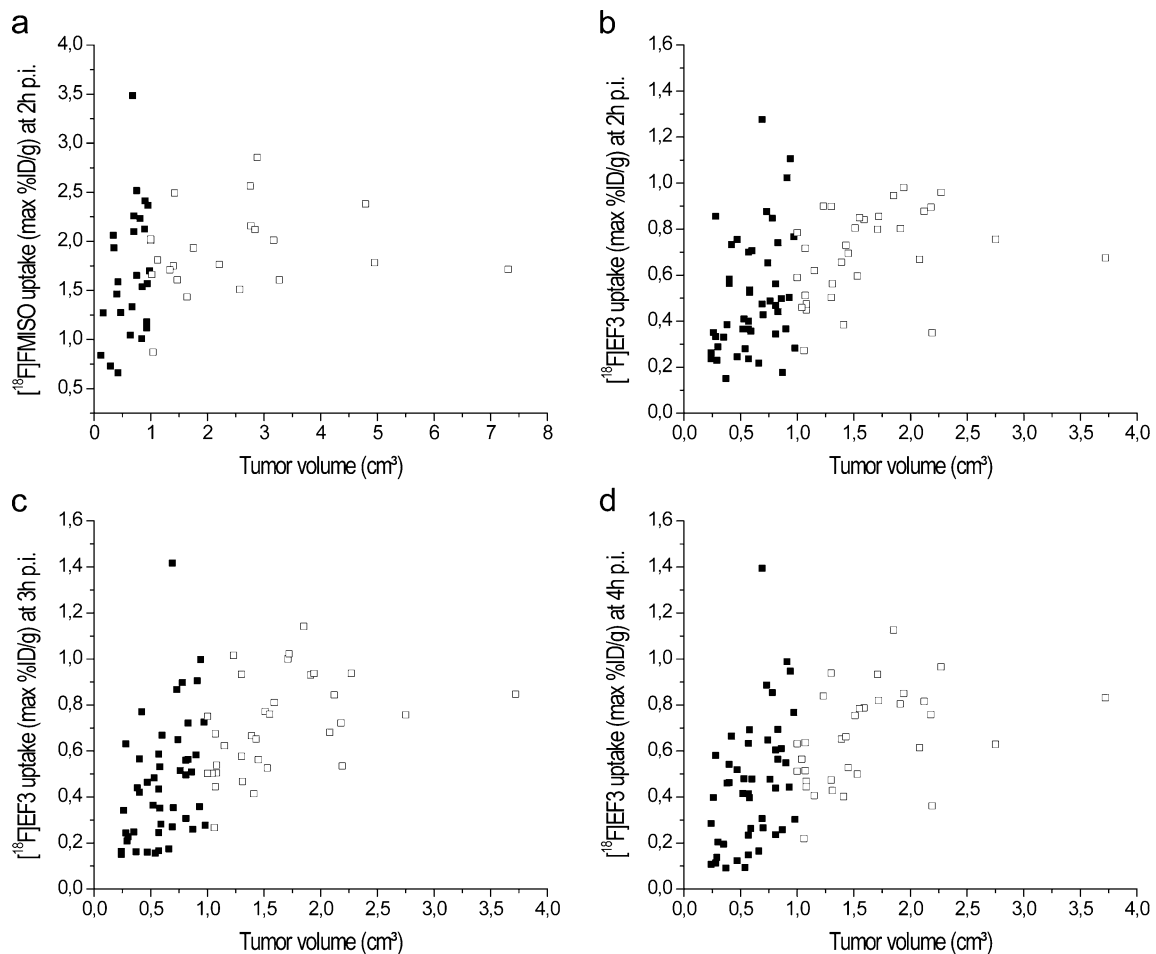 a
[¹⁸F]FMISO uptake (max %ID/g) at 2h p.i.
4,0
3,5
3,0
2,5
2,0
1,5
1,0
0,5
0 1 2 3 4 5 6 7 8
Tumor volume (cm³)
b
[¹⁸F]EF3 uptake (max %ID/g) at 2h p.i.
1,6
1,4
1,2
1,0
0,8
0,6
0,4
0,2
0,0
0,0 0,5 1,0 1,5 2,0 2,5 3,0 3,5 4,0
Tumor volume (cm³)
c
[¹⁸F]EF3 uptake (max %ID/g) at 3h p.i.
1,6
1,4
1,2
1,0
0,8
0,6
0,4
0,2
0,0
0,0 0,5 1,0 1,5 2,0 2,5 3,0 3,5 4,0
Tumor volume (cm³)
d
[¹⁸F]EF3 uptake (max %ID/g) at 4h p.i.
1,6
1,4
1,2
1,0
0,8
0,6
0,4
0,2
0,0
0,0 0,5 1,0 1,5 2,0 2,5 3,0 3,5 4,0
Tumor volume (cm³)